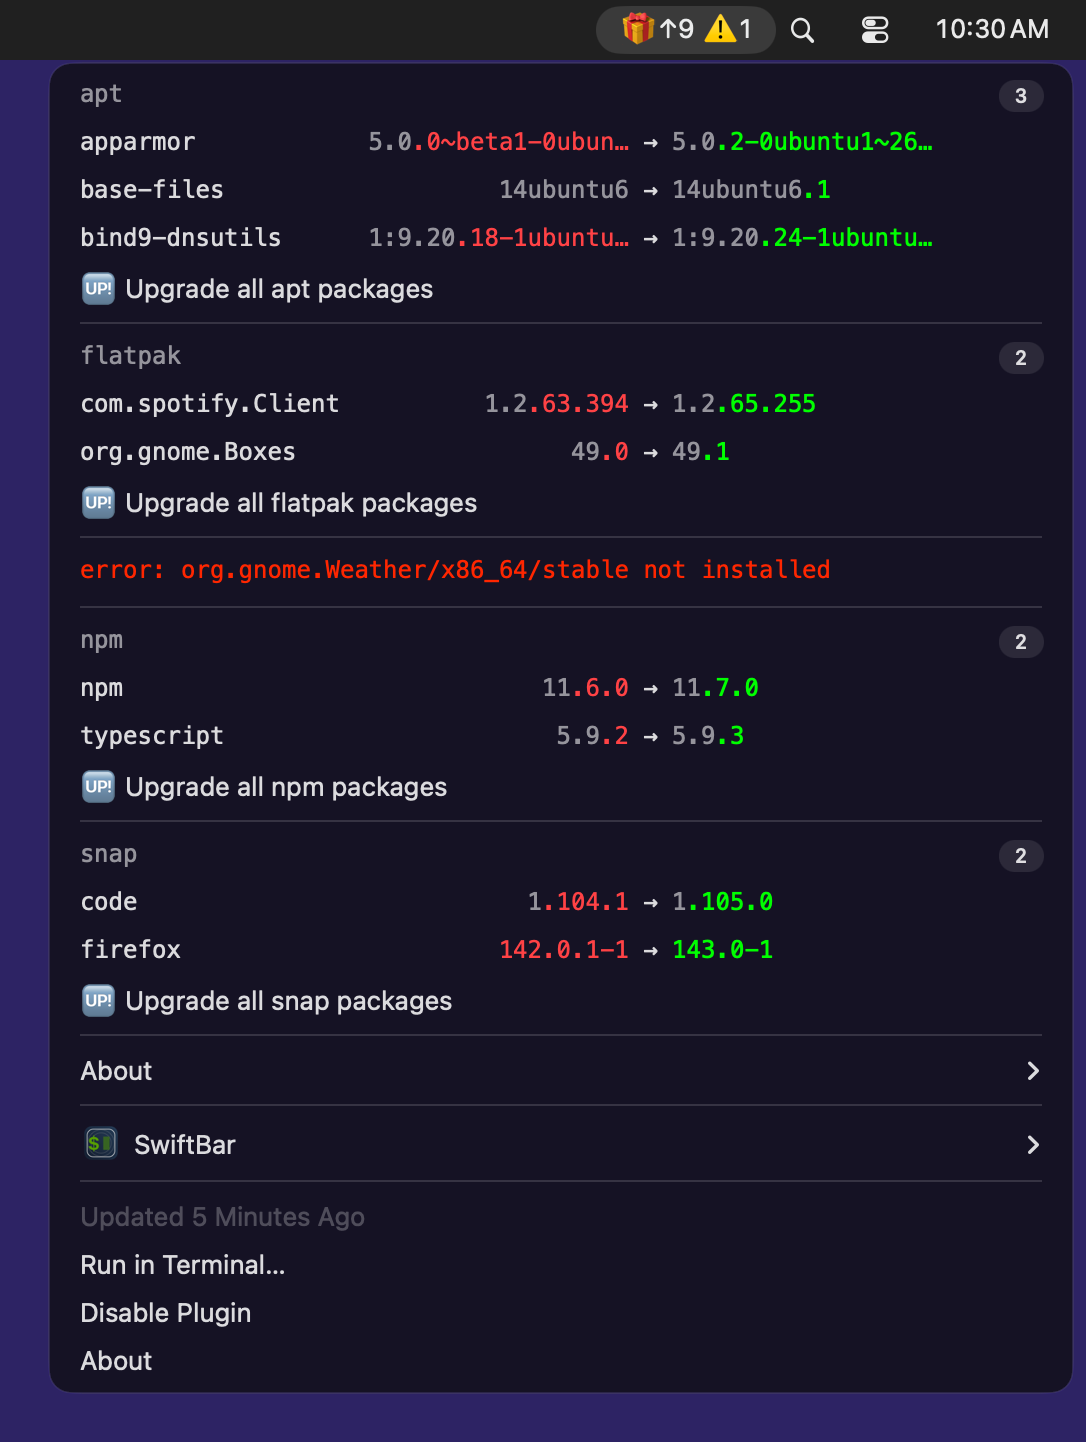 🎁↑9 ⚠️1 10:30 AM
apt 3
apparmor 5.0.0~beta1-0ubun… → 5.0.2-0ubuntu1~26…
base-files 14ubuntu6 → 14ubuntu6.1
bind9-dnsutils 1:9.20.18-1ubuntu… → 1:9.20.24-1ubuntu…
🆙 Upgrade all apt packages
flatpak 2
com.spotify.Client 1.2.63.394 → 1.2.65.255
org.gnome.Boxes 49.0 → 49.1
🆙 Upgrade all flatpak packages
error: org.gnome.Weather/x86_64/stable not installed
npm 2
npm 11.6.0 → 11.7.0
typescript 5.9.2 → 5.9.3
🆙 Upgrade all npm packages
snap 2
code 1.104.1 → 1.105.0
firefox 142.0.1-1 → 143.0-1
🆙 Upgrade all snap packages
About
$ SwiftBar
Updated 5 Minutes Ago
Run in Terminal...
Disable Plugin
About